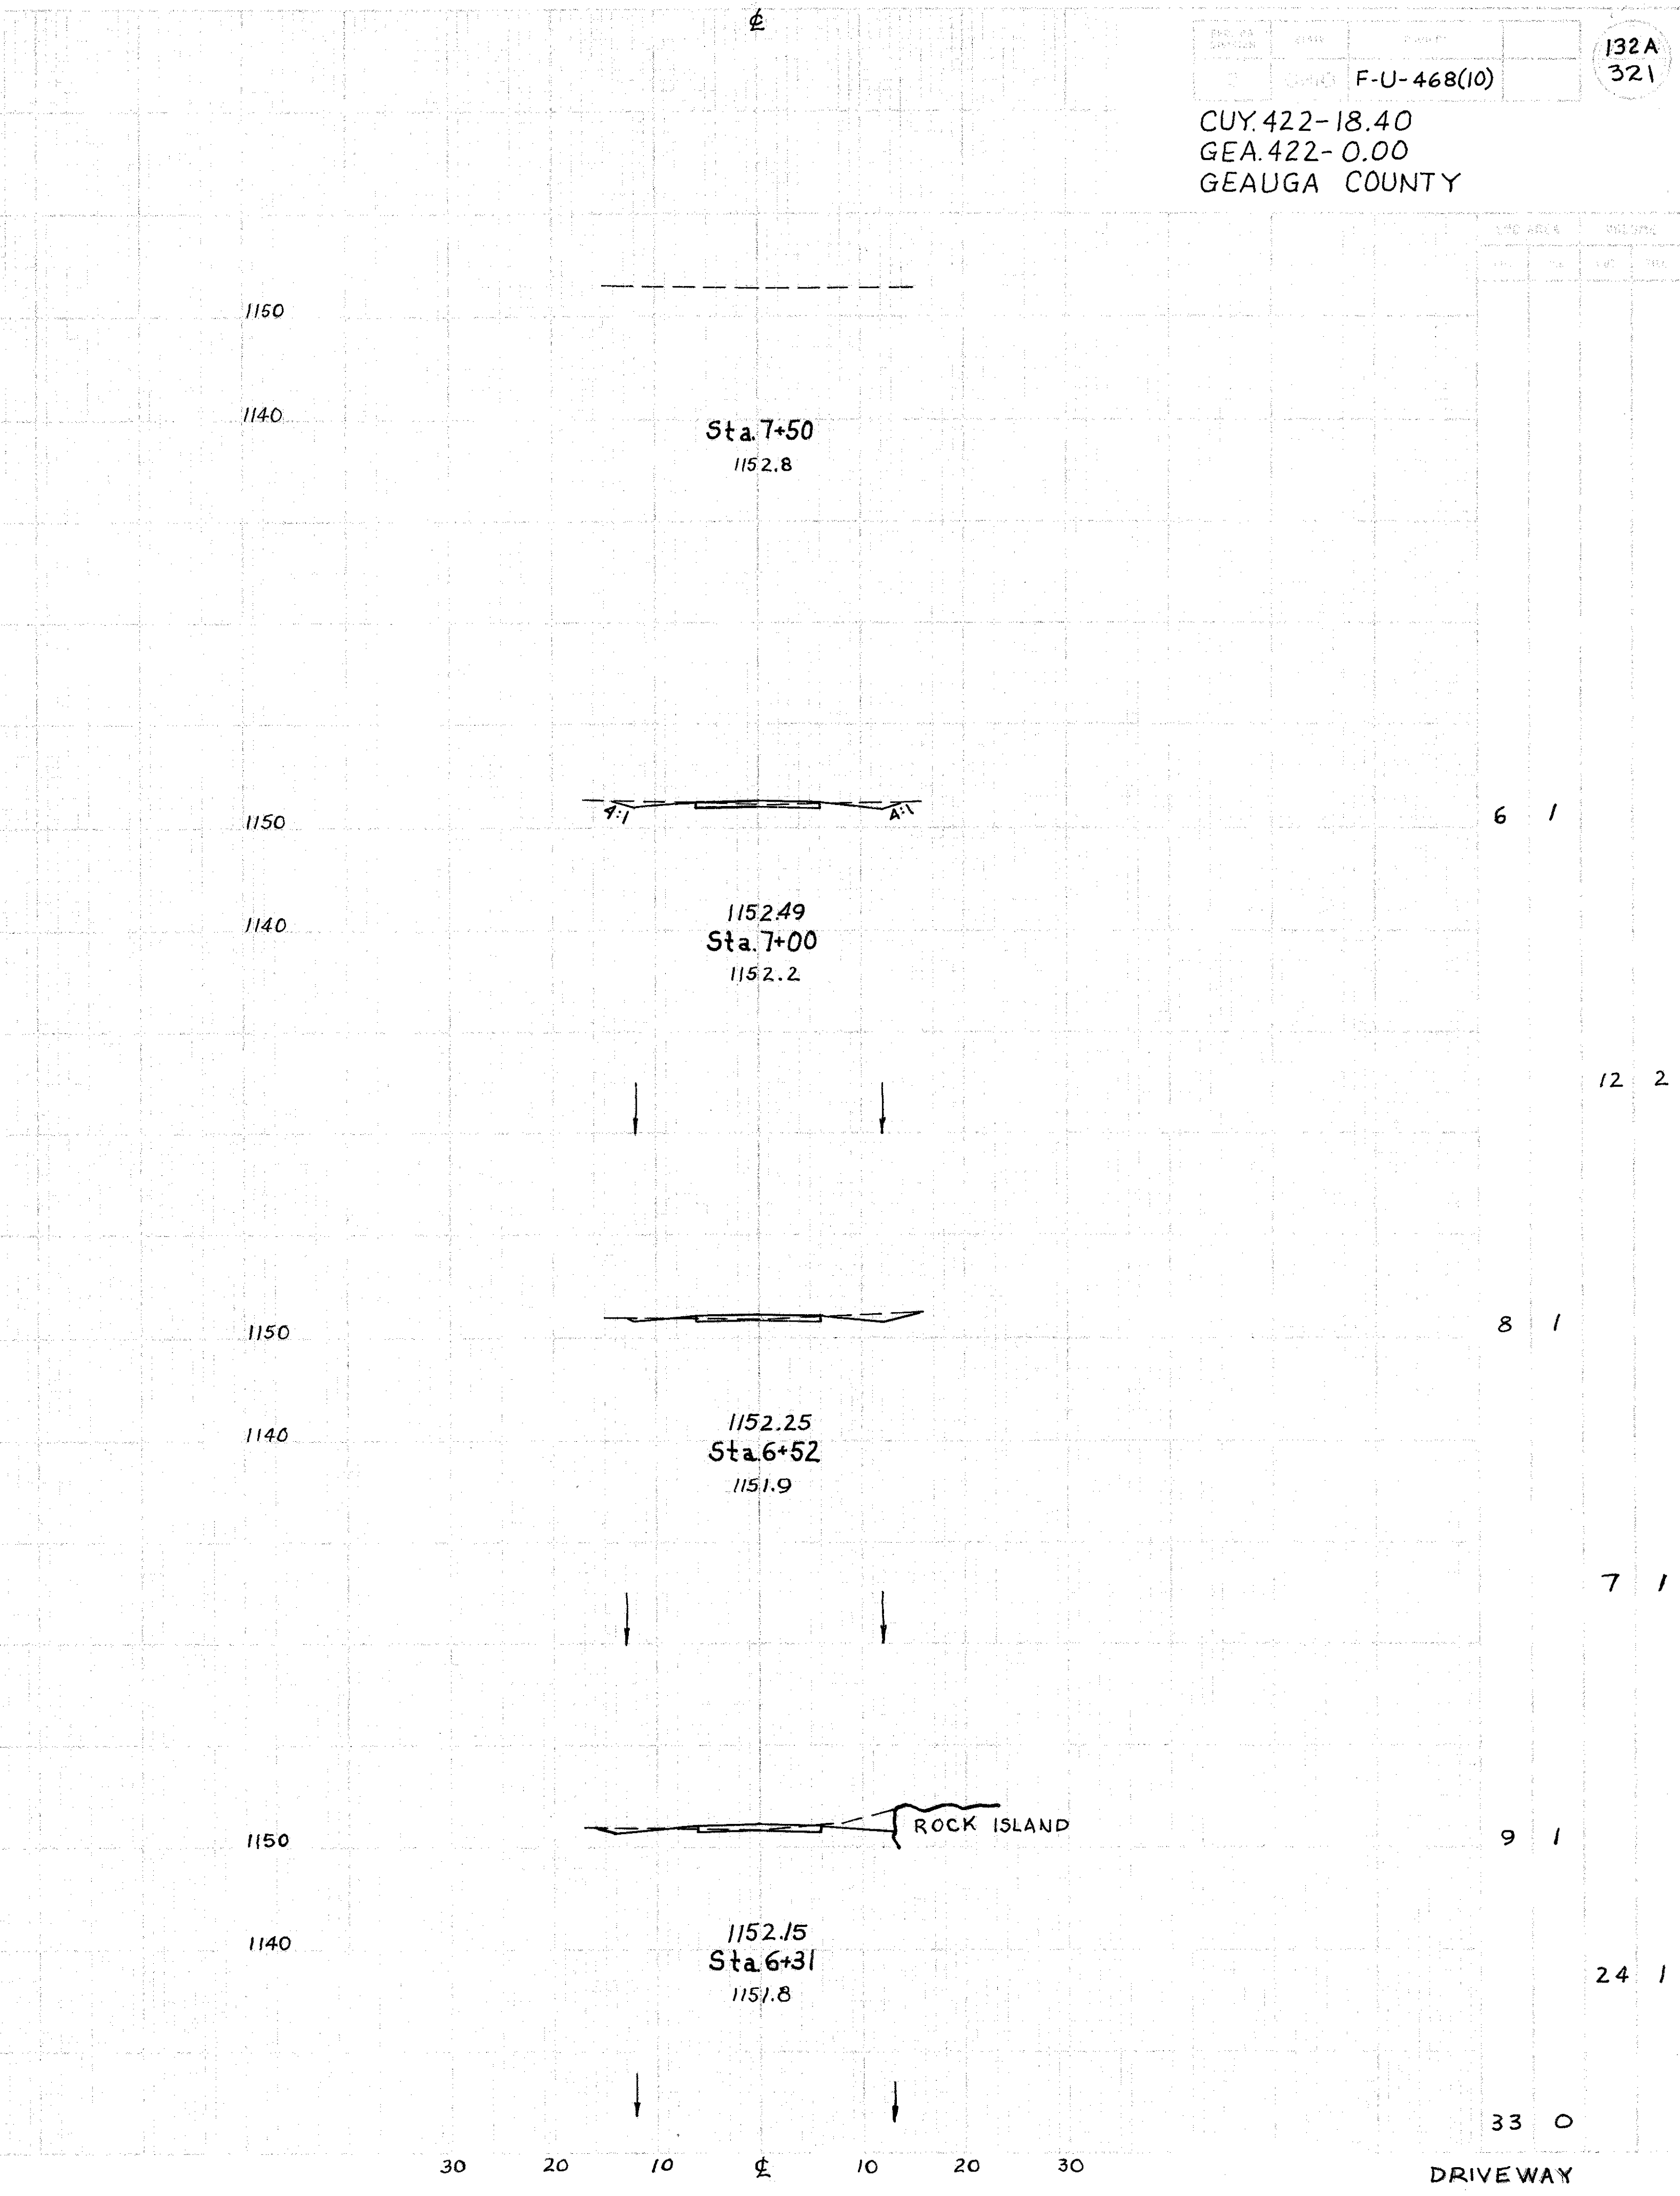 ℄
132A
321
F-U-468(10)
CUY.422-18.40
GEA.422-0.00
GEAUGA COUNTY
END AREA VOLUME
1150
1140
Sta.7+50
1152.8
4:1 4:1
1150 6 1
1152.49
1140
Sta.7+00
1152.2
12 2
1150 8 1
1152.25
1140
Sta.6+52
1151.9
7 1
ROCK ISLAND
1150 9 1
1152.15
1140
Sta.6+31
24 1
1151.8
33 0
30 20 10 ℄ 10 20 30
DRIVEWAY